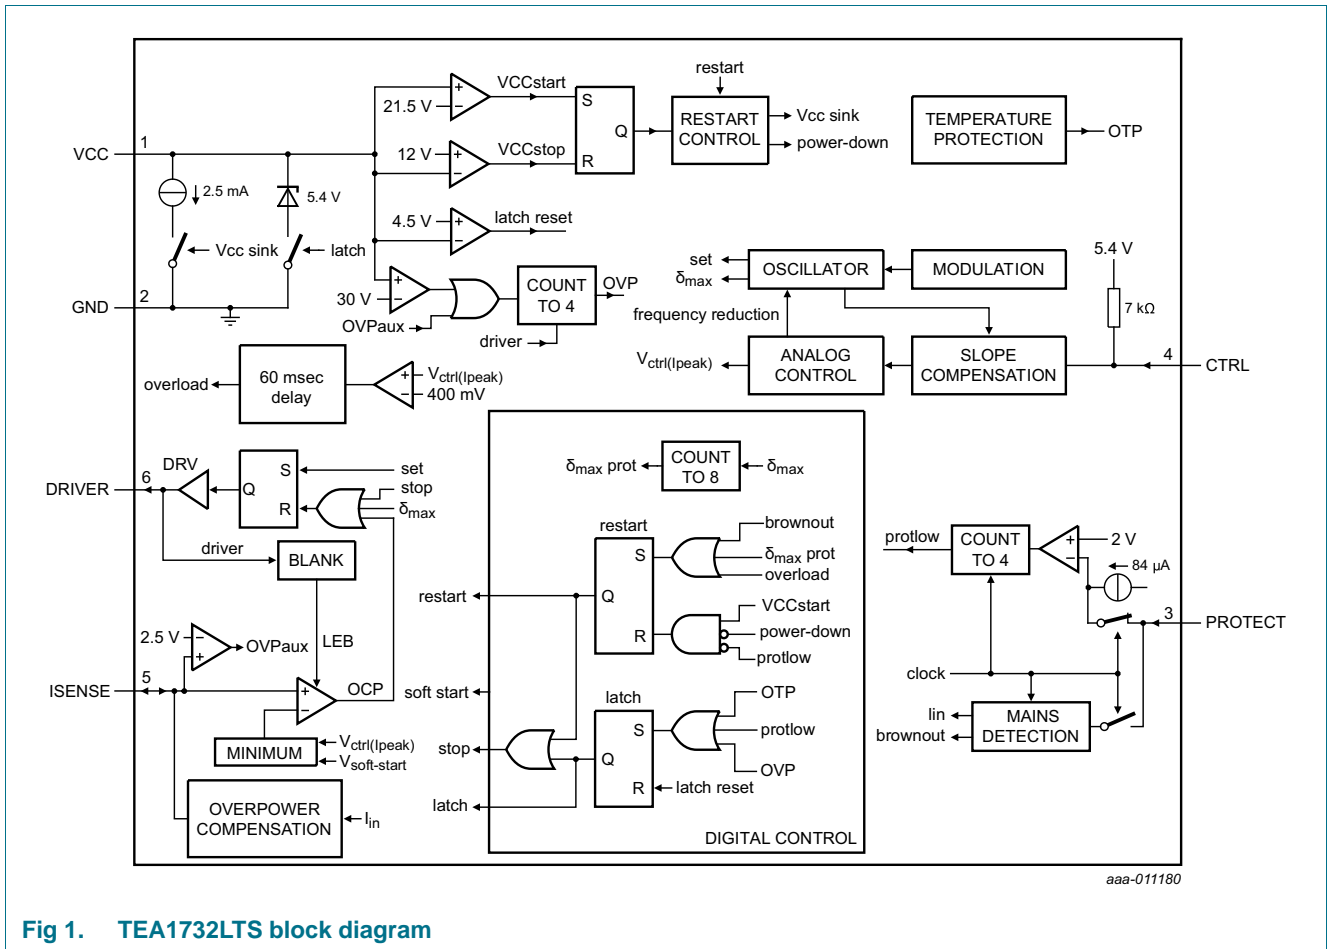 restart
VCCstart
21.5 V
S
Q
R
RESTART
CONTROL
Vcc sink
power-down
TEMPERATURE
PROTECTION
OTP
VCC
1
12 V
VCCstop
2.5 mA
5.4 V
4.5 V
latch reset
Vcc sink
latch
GND
2
30 V
OVPaux
COUNT
TO 4
OVP
driver
set
δmax
OSCILLATOR
MODULATION
5.4 V
7 kΩ
frequency reduction
Vctrl(Ipeak)
ANALOG
CONTROL
SLOPE
COMPENSATION
4
CTRL
overload
60 msec
delay
Vctrl(Ipeak)
400 mV
δmax prot
COUNT
TO 8
δmax
DRIVER
6
DRV
Q
S
R
set
stop
δmax
driver
BLANK
LEB
restart
S
Q
R
brownout
δmax prot
overload
restart
VCCstart
power-down
protlow
protlow
COUNT
TO 4
2 V
84 µA
3
PROTECT
2.5 V
OVPaux
ISENSE
5
OCP
MINIMUM
Vctrl(Ipeak)
Vsoft-start
OVERPOWER
COMPENSATION
Iin
soft start
latch
S
Q
R
OTP
protlow
OVP
stop
latch reset
latch
DIGITAL CONTROL
clock
Iin
brownout
MAINS
DETECTION
aaa-011180
Fig 1. TEA1732LTS block diagram